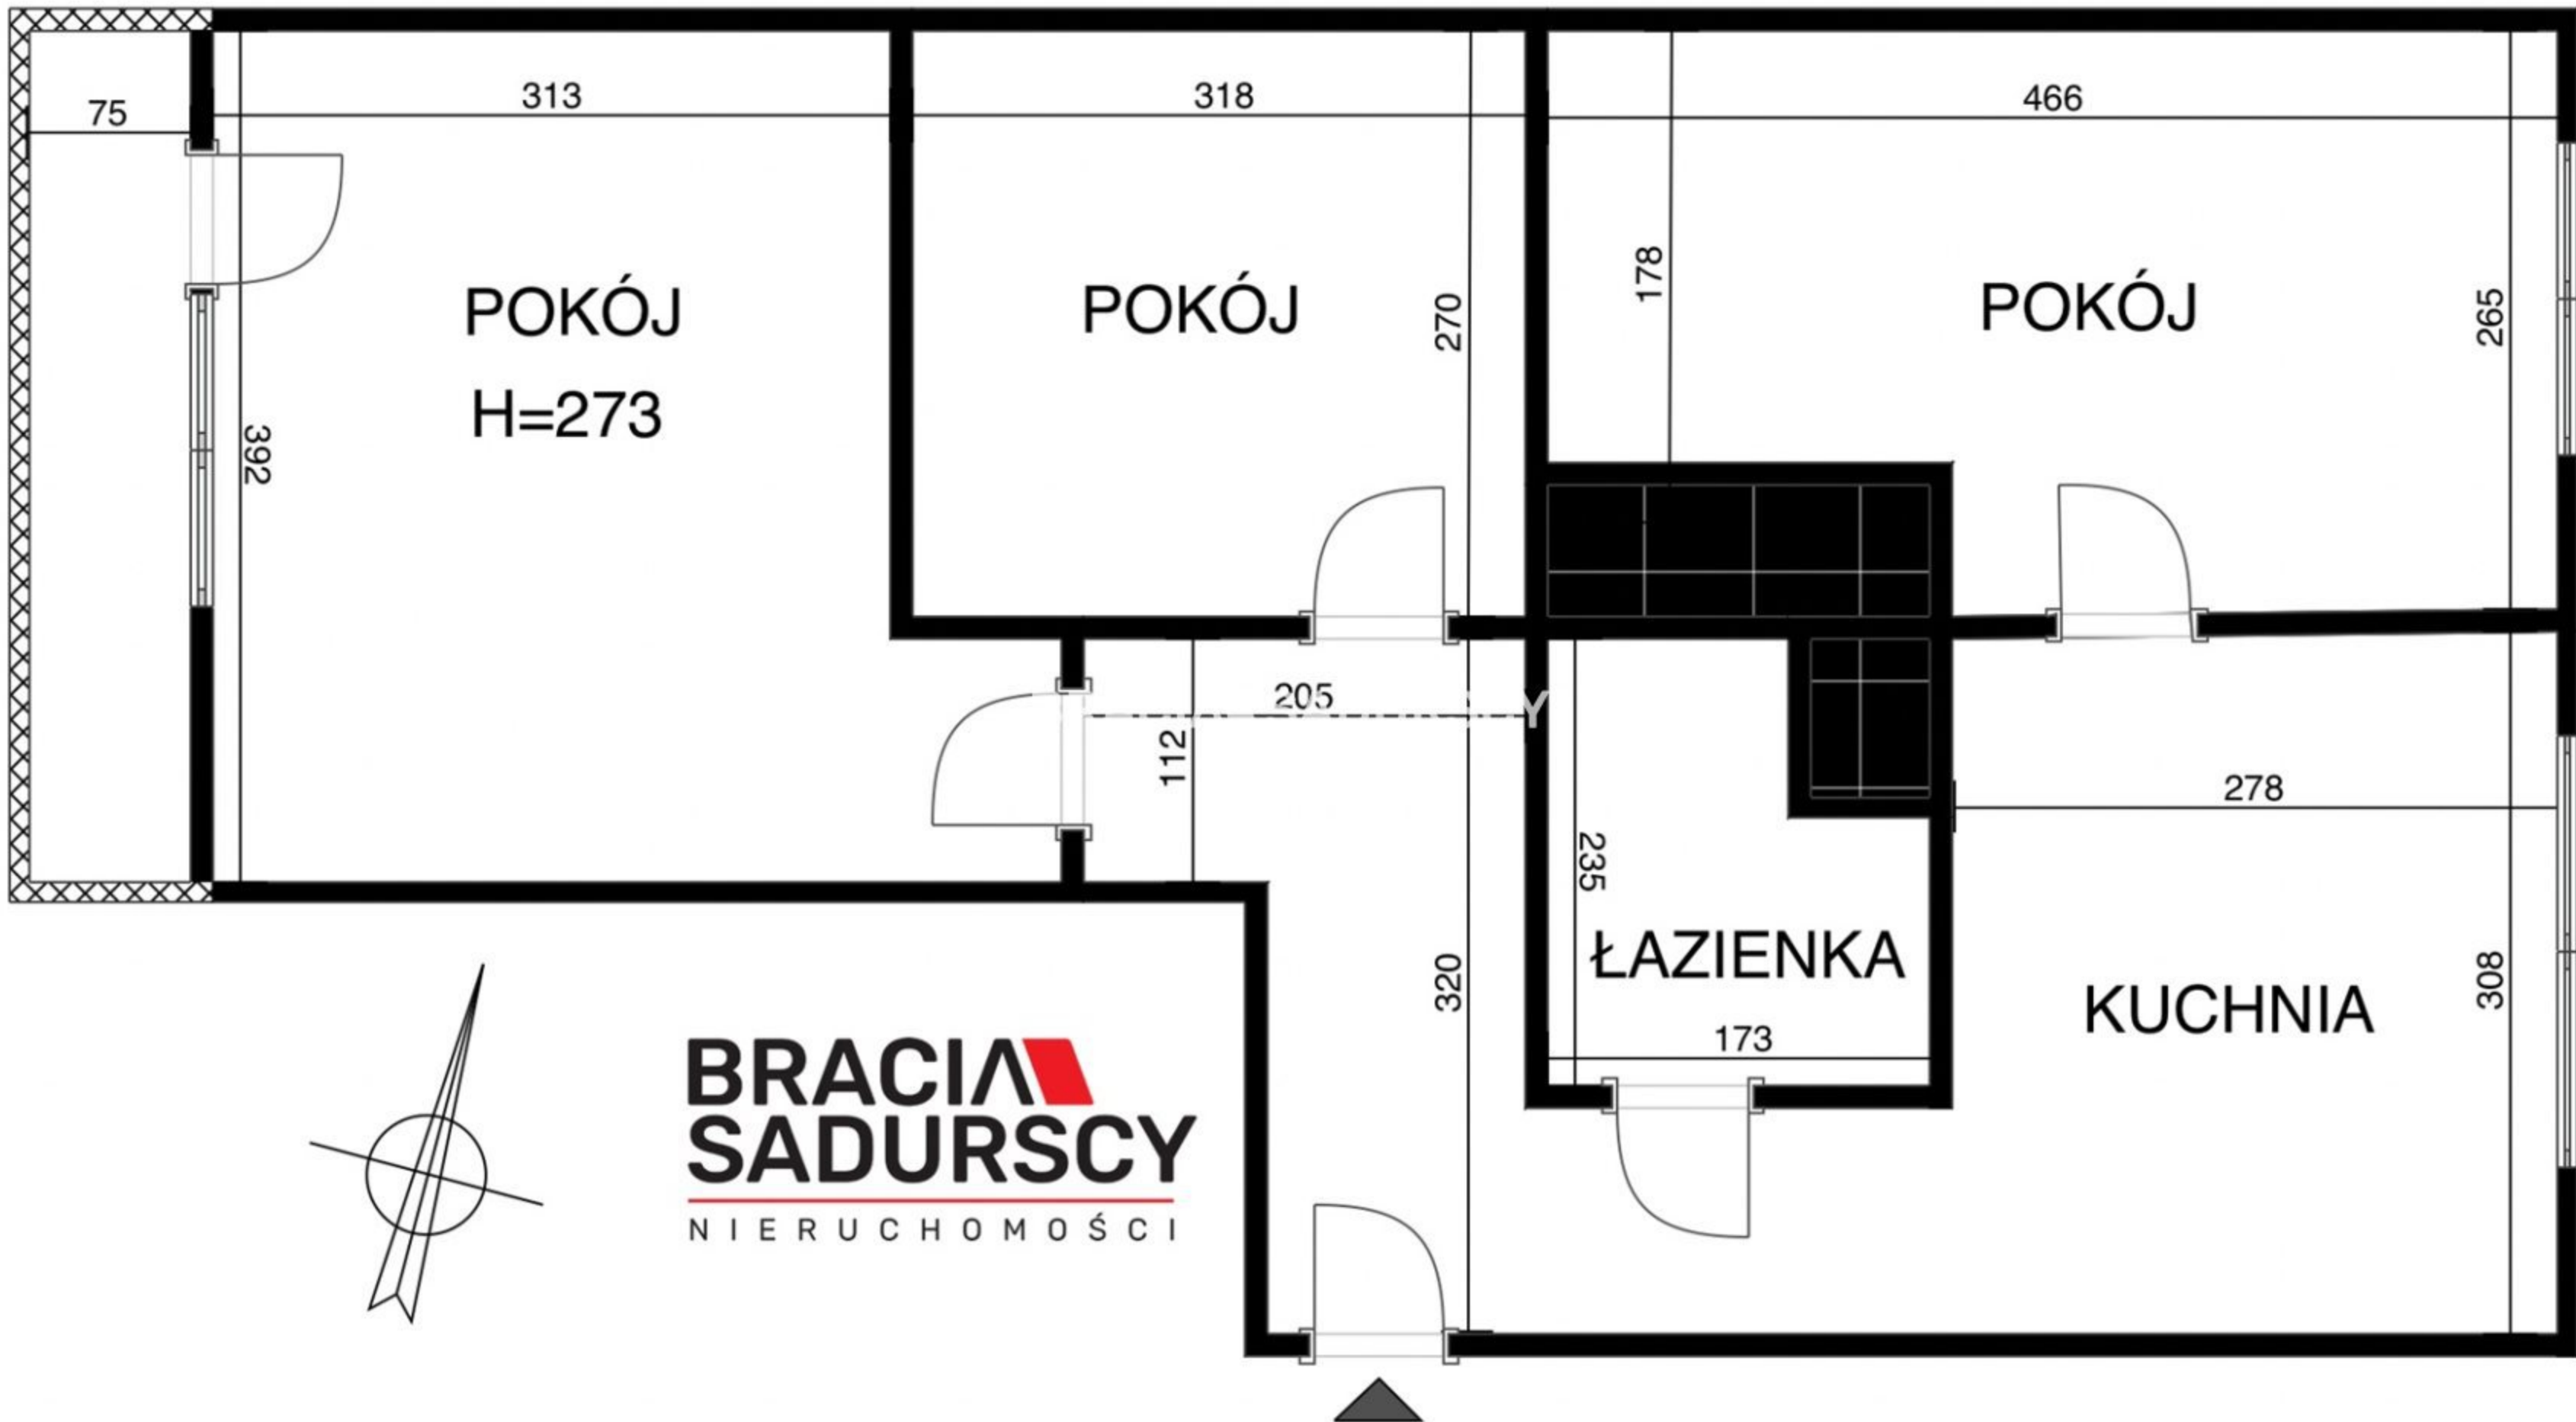 75
313
318
466
178
270
265
392
POKÓJ
H=273
POKÓJ
POKÓJ
205
112
278
235
320
308
ŁAZIENKA
173
KUCHNIA
BRACIA
SADURSCY
NIERUCHOMOŚCI